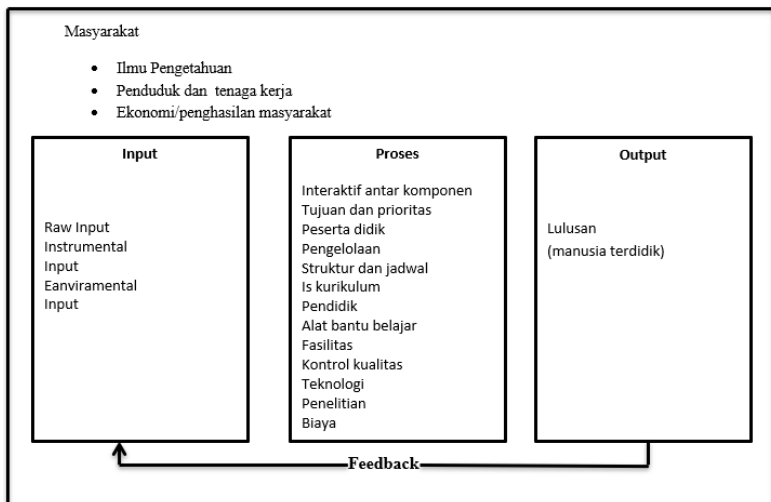 Masyarakat
• Ilmu Pengetahuan
• Penduduk dan tenaga kerja
• Ekonomi/penghasilan masyarakat
Input
Raw Input
Instrumental
Input
Eanviramental
Input
Proses
Interaktif antar komponen
Tujuan dan prioritas
Peserta didik
Pengelolaan
Struktur dan jadwal
Is kurikulum
Pendidik
Alat bantu belajar
Fasilitas
Kontrol kualitas
Teknologi
Penelitian
Biaya
Output
Lulusan
(manusia terdidik)
Feedback